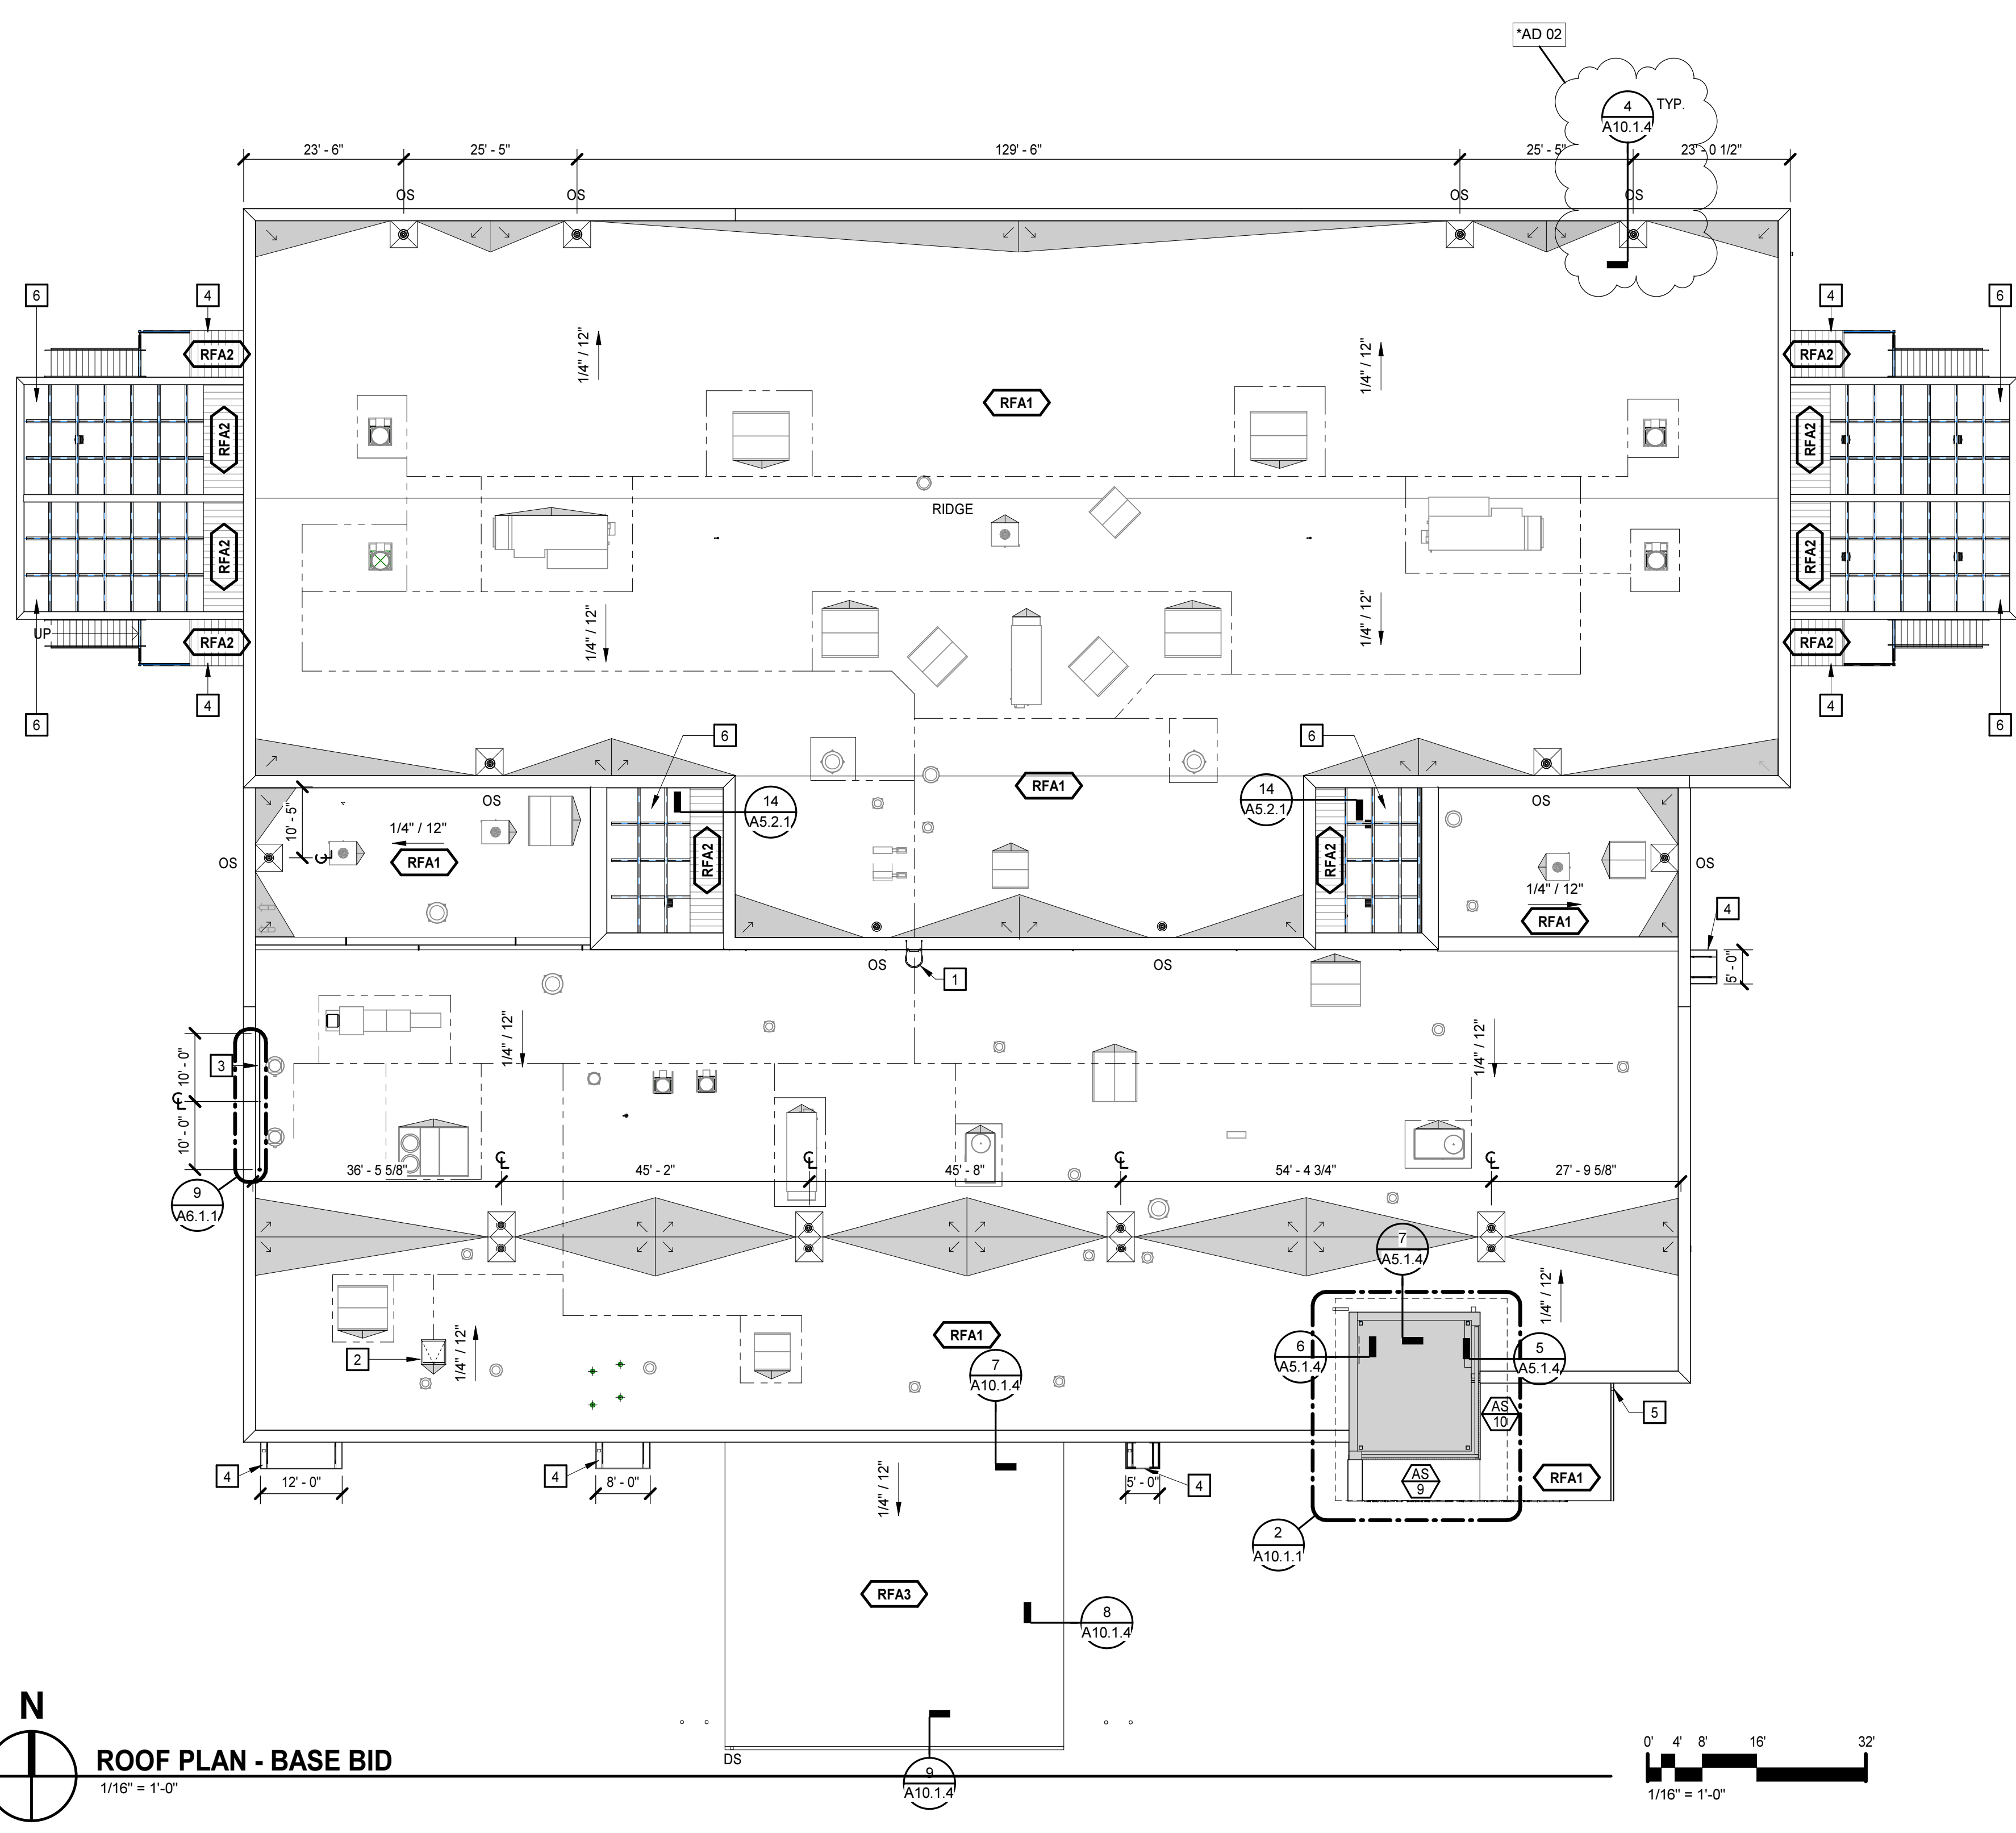 *AD 02
4
A10.1.4
TYP.
23' - 6"
25' - 5"
129' - 6"
25' - 5"
23' - 0 1/2"
OS
OS
OS
OS
6
4
4
6
RFA2
RFA2
1/4" / 12"
1/4" / 12"
RFA1
RFA2
RFA2
RIDGE
RFA2
RFA2
UP
RFA2
1/4" / 12"
1/4" / 12"
RFA2
6
4
4
6
6
6
RFA1
14
A5.2.1
14
A5.2.1
10' - 5"
OS
OS
CL
1/4" / 12"
RFA1
RFA2
RFA2
OS
OS
1/4" / 12"
RFA1
4
5' - 0"
OS
OS
1
10' - 0"
3
1/4" / 12"
1/4" / 12"
CL
10' - 0"
36' - 5 5/8"
CL
45' - 2"
CL
45' - 8"
CL
54' - 4 3/4"
CL
27' - 9 5/8"
9
A6.1.1
7
A5.1.4
2
1/4" / 12"
RFA1
1/4" / 12"
6
A5.1.4
5
A5.1.4
7
A10.1.4
AS
10
5
4
12' - 0"
4
8' - 0"
1/4" / 12"
5' - 0"
4
AS
9
RFA1
2
A10.1.1
RFA3
8
A10.1.4
DS
9
A10.1.4
N
ROOF PLAN - BASE BID
1/16" = 1'-0"
0' 4' 8' 16' 32'
1/16" = 1'-0"